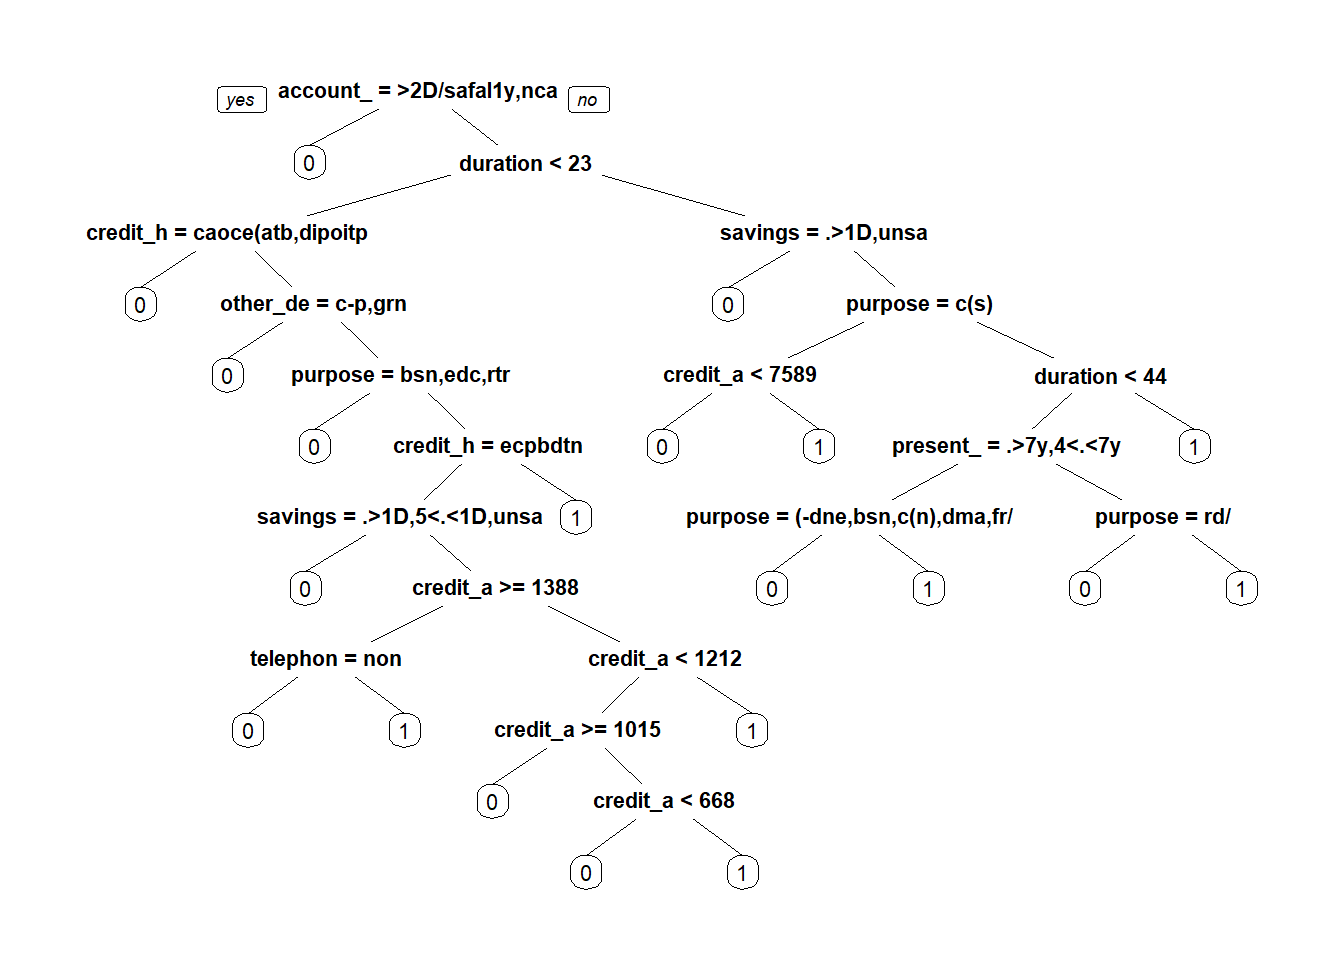 yes account_ = >2D/safal1y,nca no
0 duration < 23
credit_h = caoce(atb,dipoitp savings = .>1D,unsa
0 other_de = c-p,grn 0 purpose = c(s)
0 purpose = bsn,edc,rtr credit_a < 7589 duration < 44
0 credit_h = ecpbdtn 0 1 present_ = .>7y,4<.<7y 1
savings = .>1D,5<.<1D,unsa 1 purpose = (-dne,bsn,c(n),dma,fr/ purpose = rd/
0 credit_a >= 1388 0 1 0 1
telephon = non credit_a < 1212
0 1 credit_a >= 1015 1
0 credit_a < 668
0 1